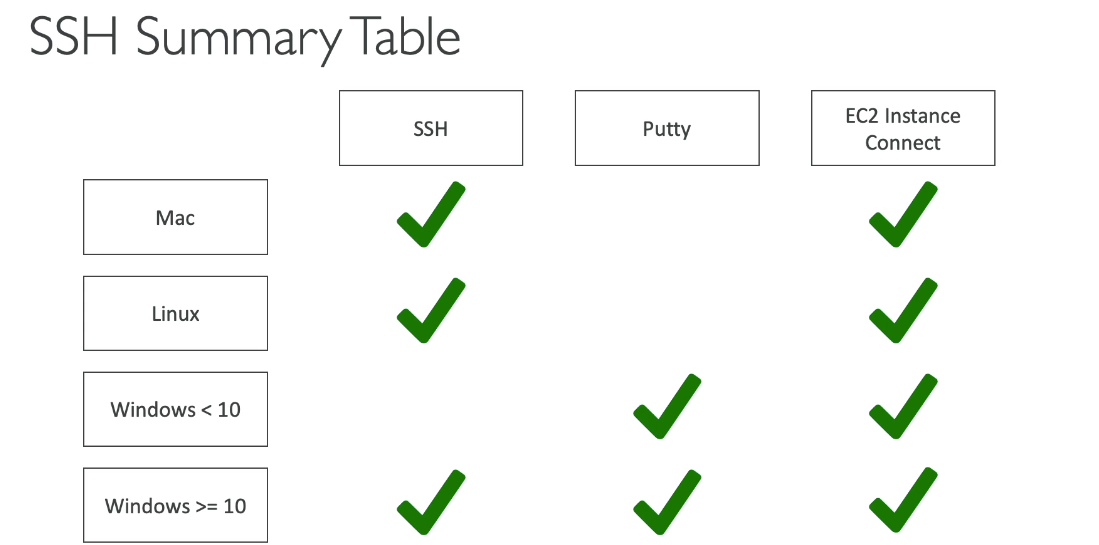 SSH Summary Table
SSH
Putty
EC2 Instance
Connect
Mac
Linux
Windows < 10
Windows >= 10